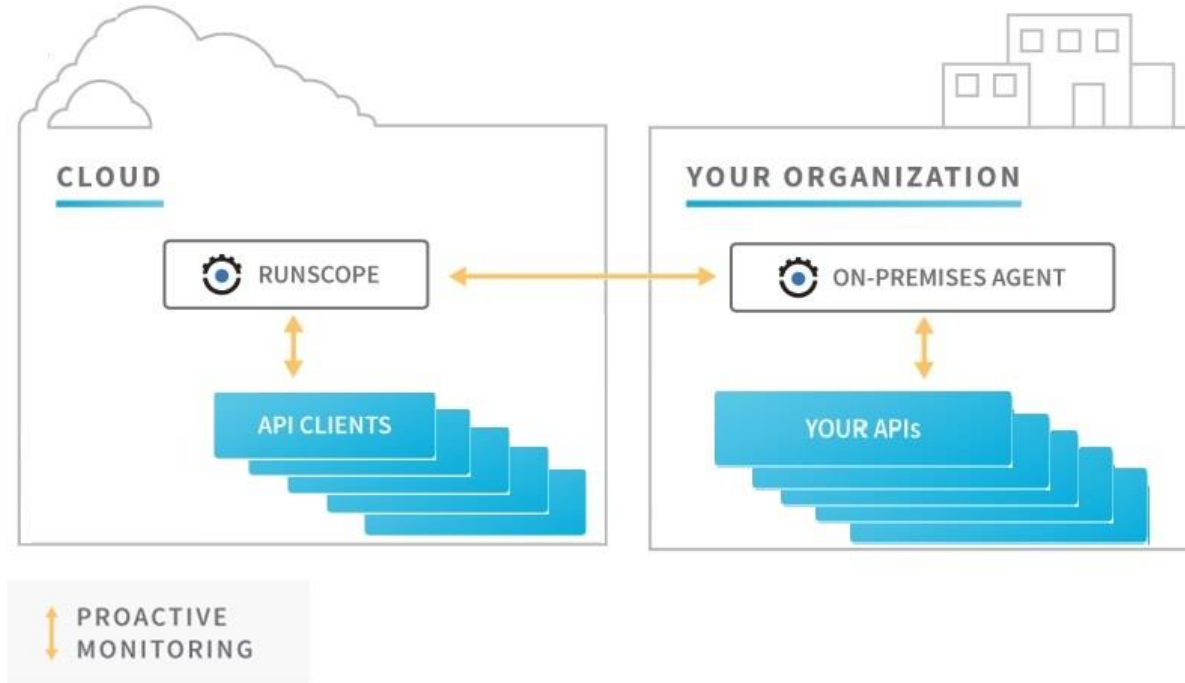 CLOUD
YOUR ORGANIZATION
RUNSCOPE
ON-PREMISES AGENT
API CLIENTS
YOUR APIs
PROACTIVE
MONITORING